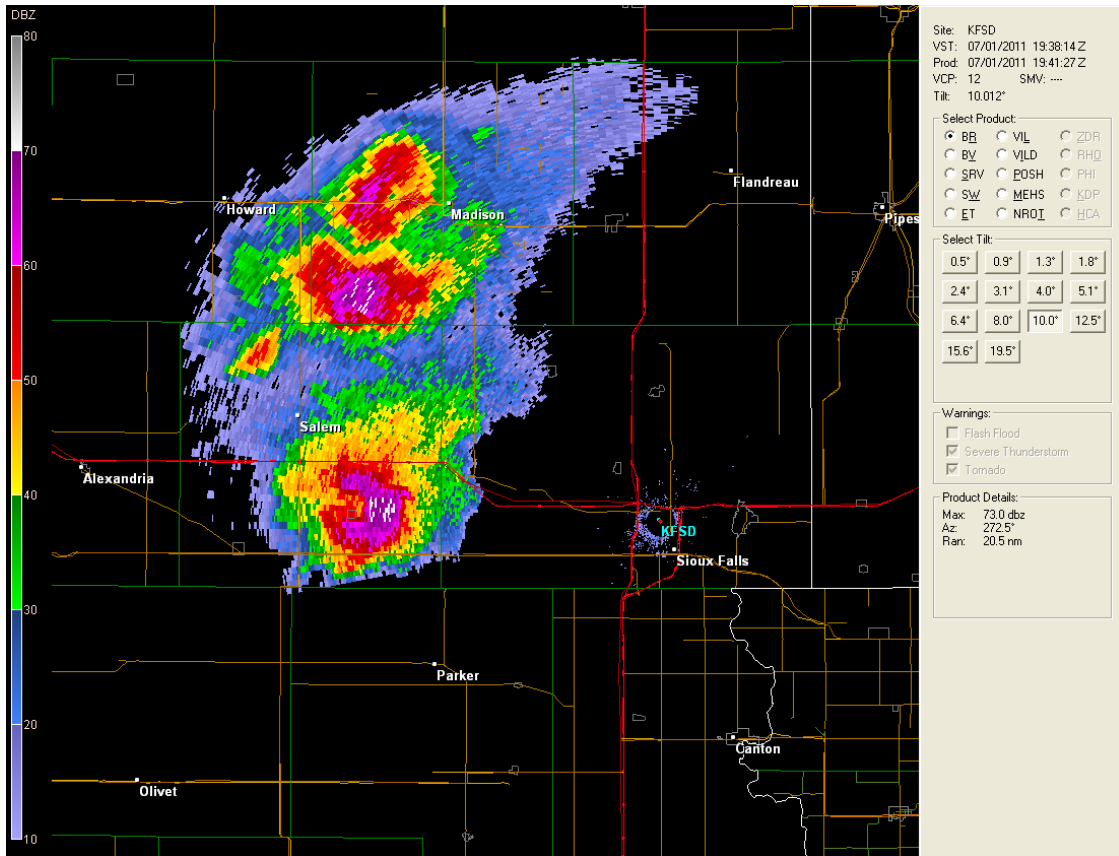 DBZ
80
70
60
50
40
30
20
10
Howard
Madison
Flandreau
Pipes
Salem
Alexandria
KFSD
Sioux Falls
Parker
Canton
Olivet
Site: KFSD
VST: 07/01/2011 19:38:14 Z
Prod: 07/01/2011 19:41:27 Z
VCP: 12 SMV: ----
Tilt: 10.012°
Select Product:
BR VIL ZDR
BV VILD RHO
SRV POSH PHI
SW MEHS KDP
ET NROT HCA
Select Tilt:
0.5° 0.9° 1.3° 1.8°
2.4° 3.1° 4.0° 5.1°
6.4° 8.0° 10.0° 12.5°
15.6° 19.5°
Warnings:
Flash Flood
Severe Thunderstorm
Tornado
Product Details:
Max: 73.0 dbz
Az: 272.5°
Ran: 20.5 nm